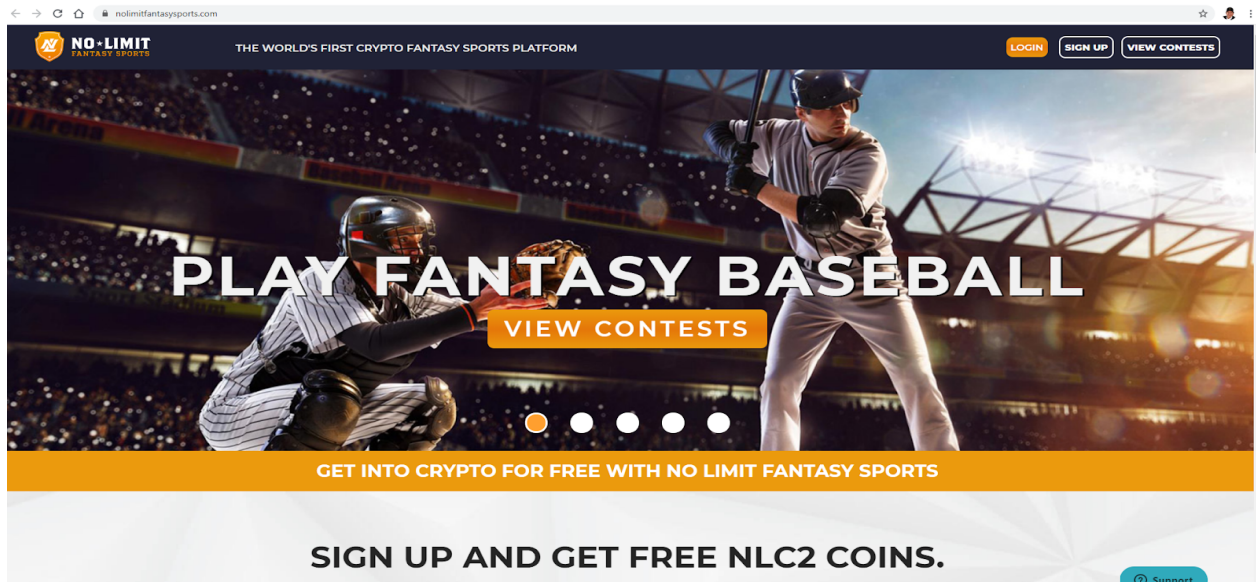 nolimitfantasysports.com
NO★LIMIT
FANTASY SPORTS
THE WORLD'S FIRST CRYPTO FANTASY SPORTS PLATFORM
LOGIN
SIGN UP
VIEW CONTESTS
Arena
PLAY FANTASY BASEBALL
VIEW CONTESTS
GET INTO CRYPTO FOR FREE WITH NO LIMIT FANTASY SPORTS
SIGN UP AND GET FREE NLC2 COINS.
Support